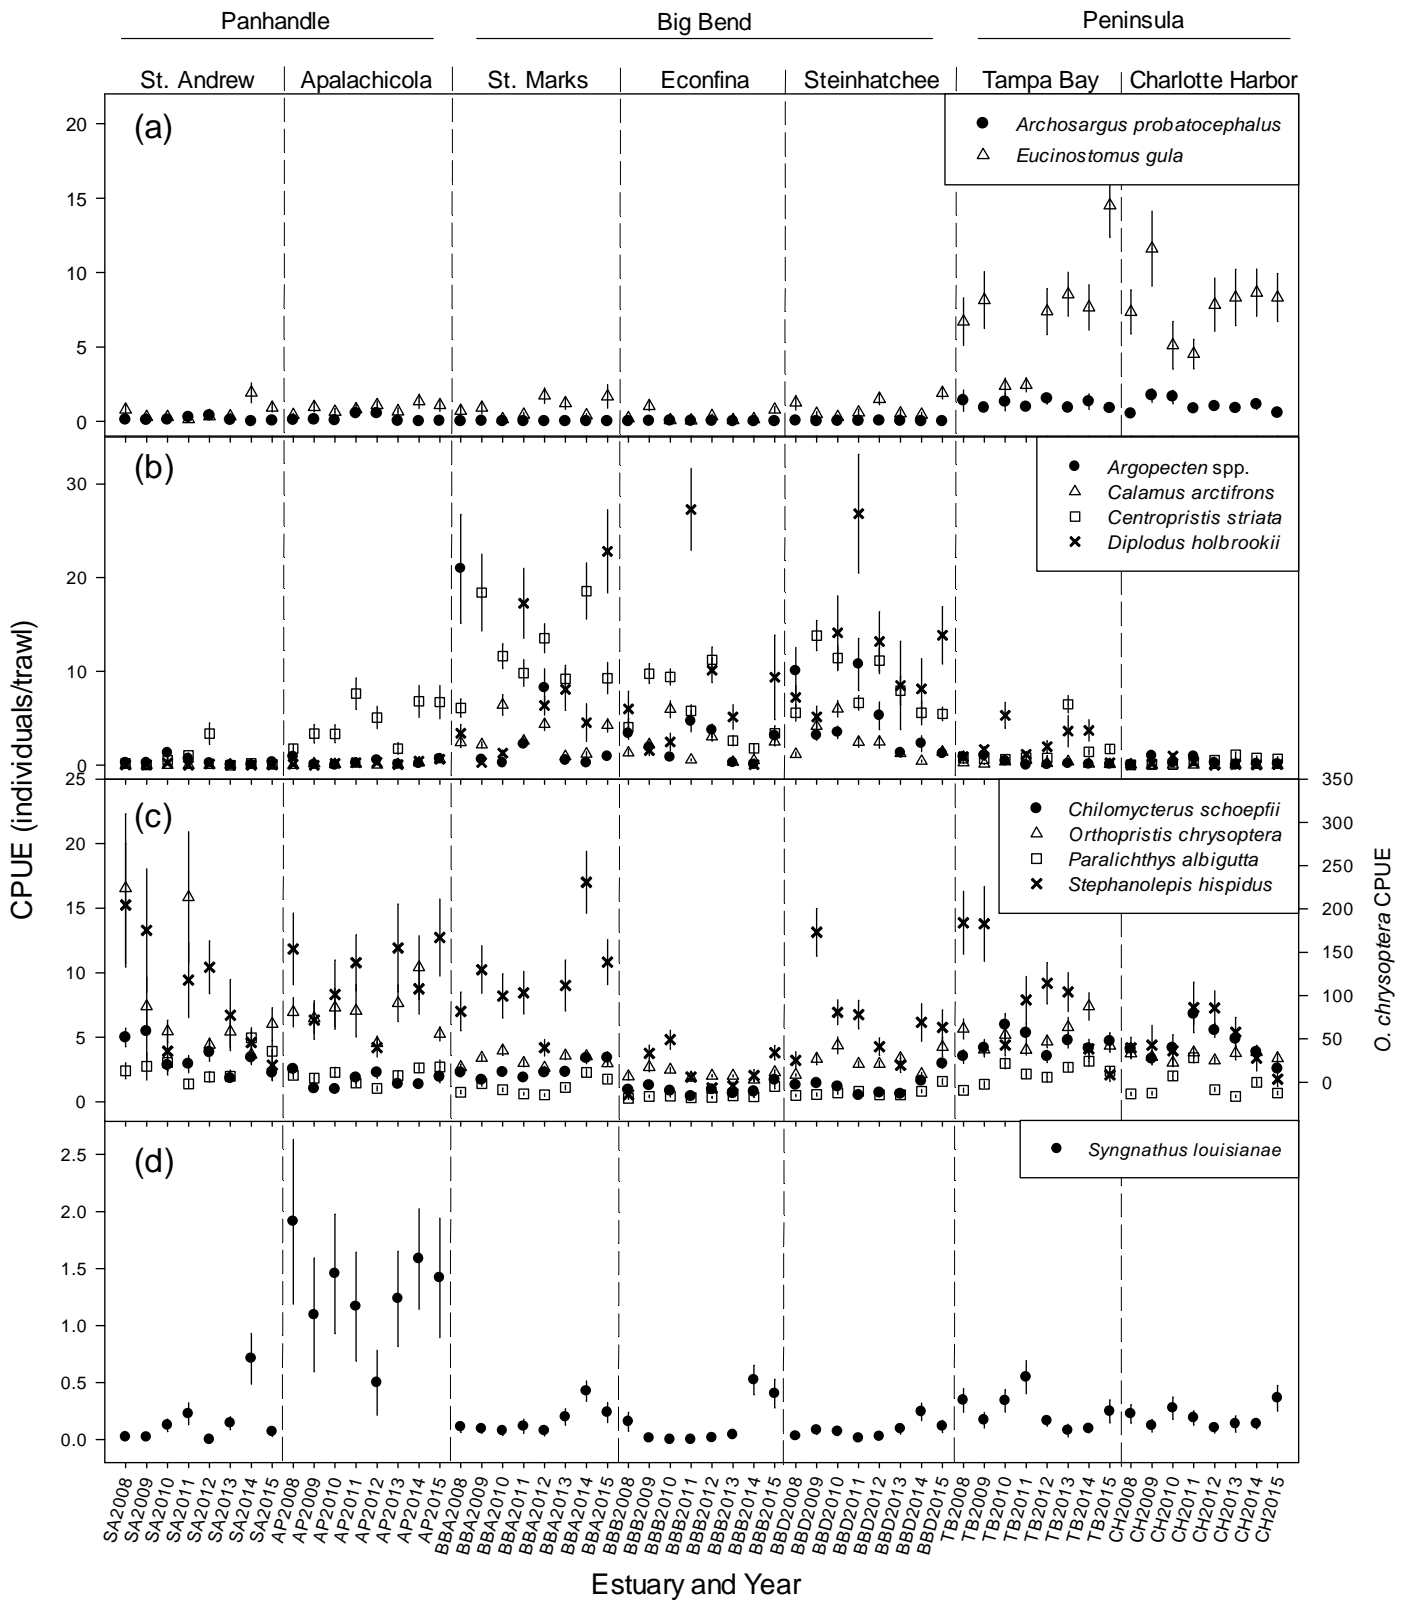 Panhandle Big Bend Peninsula
St. Andrew Apalachicola St. Marks Econfina Steinhatchee Tampa Bay Charlotte Harbor
(a)
Archosargus probatocephalus
Eucinostomus gula
20
15
10
5
0
(b)
Argopecten spp.
Calamus arctifrons
Centropristis striata
Diplodus holbrookii
30
20
10
0
(c)
Chilomycterus schoepfii
Orthopristis chrysoptera
Paralichthys albigutta
Stephanolepis hispidus
25
20
15
10
5
0
350
300
250
200
150
100
50
0
O. chrysoptera CPUE
CPUE (individuals/trawl)
(d)
Syngnathus louisianae
2.5
2.0
1.5
1.0
0.5
0.0
SA2008 SA2009 SA2010 SA2011 SA2012 SA2013 SA2014 SA2015 AP2008 AP2009 AP2010 AP2011 AP2012 AP2013 AP2014 AP2015 BBA2008 BBA2009 BBA2010 BBA2011 BBA2012 BBA2013 BBA2014 BBA2015 BBB2008 BBB2009 BBB2010 BBB2011 BBB2012 BBB2013 BBB2014 BBB2015 BBD2008 BBD2009 BBD2010 BBD2011 BBD2012 BBD2013 BBD2014 BBD2015 TB2008 TB2009 TB2010 TB2011 TB2012 TB2013 TB2014 TB2015 CH2008 CH2009 CH2010 CH2011 CH2012 CH2013 CH2014 CH2015
Estuary and Year